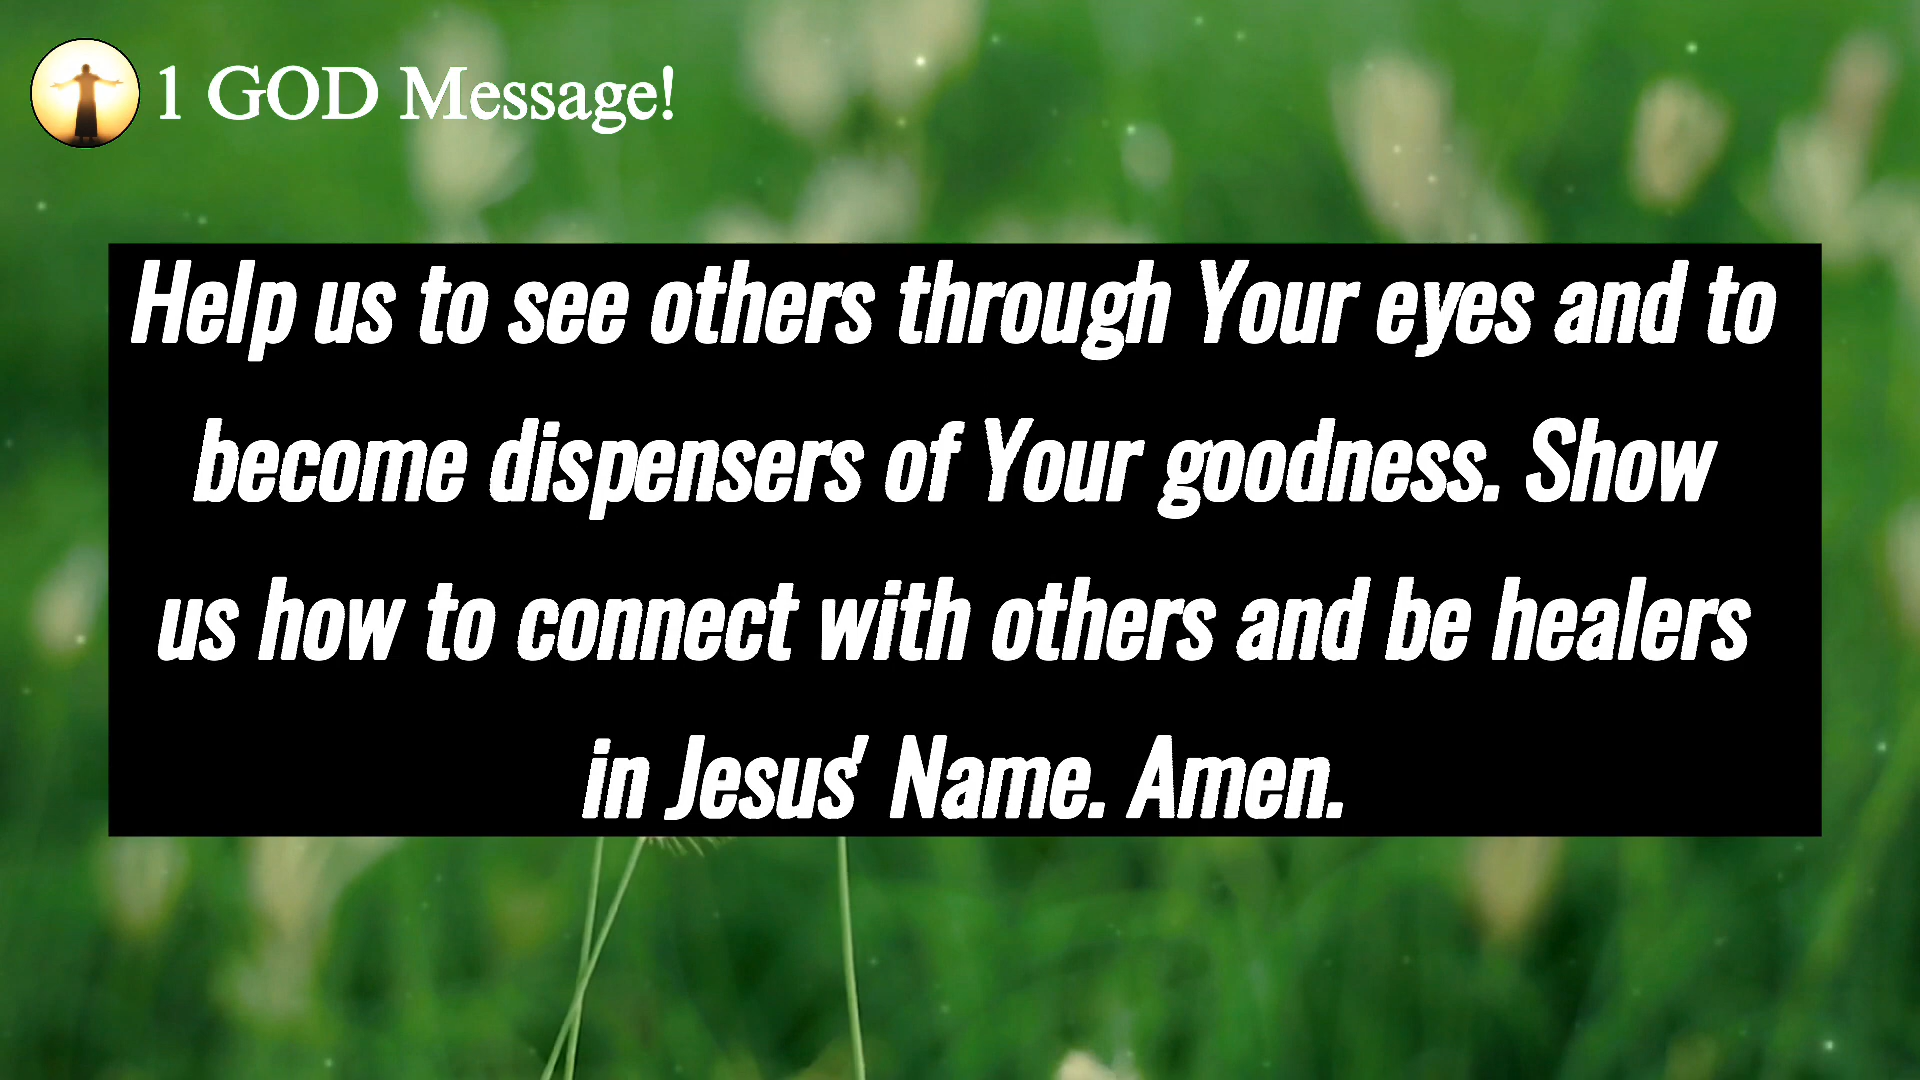 1 GOD Message!
Help us to see others through Your eyes and to
become dispensers of Your goodness. Show
us how to connect with others and be healers
in Jesus' Name. Amen.